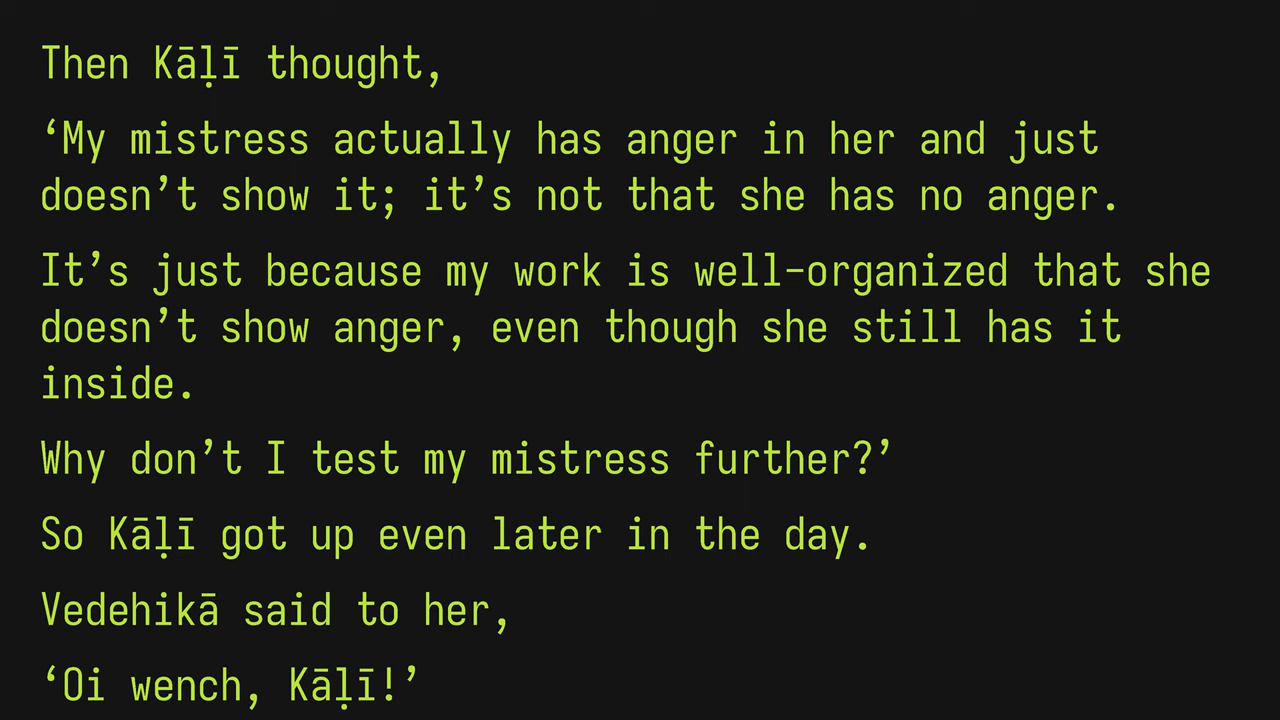 Then Kāḷī thought,
‘My mistress actually has anger in her and just
doesn’t show it; it’s not that she has no anger.
It’s just because my work is well-organized that she
doesn’t show anger, even though she still has it
inside.
Why don’t I test my mistress further?’
So Kāḷī got up even later in the day.
Vedehikā said to her,
‘Oi wench, Kāḷī!’